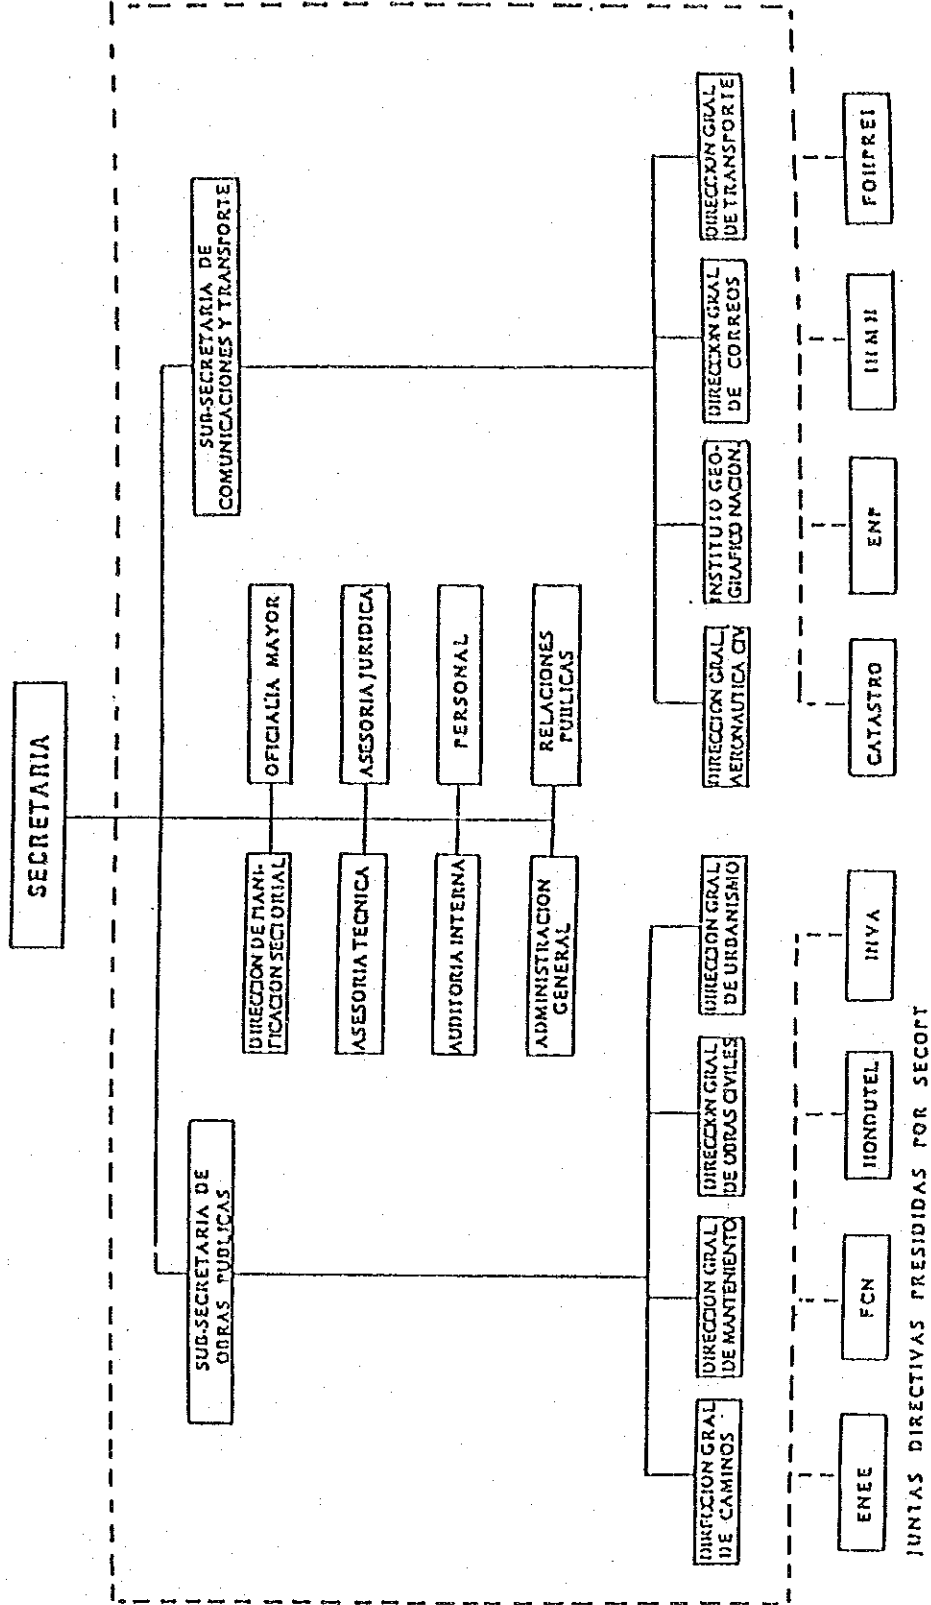 SECRETARIA
SUB-SECRETARIA DE
OBRAS PUBLICAS
SUB-SECRETARIA DE
COMUNICACIONES Y TRANSPORTE
DIRECCION DE PLANI-
FICACION SECTORIAL
OFICIALIA MAYOR
ASESORIA TECNICA
ASESORIA JURIDICA
AUDITORIA INTERNA
PERSONAL
ADMINISTRACION
GENERAL
RELACIONES
PUBLICAS
DIRECCION GRAL
DE CAMINOS
DIRECCION GRAL
DE MANTENIENTO
DIRECCION GRAL
DE OBRAS CIVILES
DIRECCION GRAL
DE URBANISMO
DIRECCION GRAL
AERONAUTICA CIV
INSTITUTO GEO-
GRAFICO NACION.
DIRECCION GRAL
DE CORREOS
DIRECCION GRAL
DE TRANSPORTE
ENEE
FCN
HONDUTEL
INVA
CATASTRO
ENP
JUNTAS DIRECTIVAS PRESIDIDAS POR SECOPT